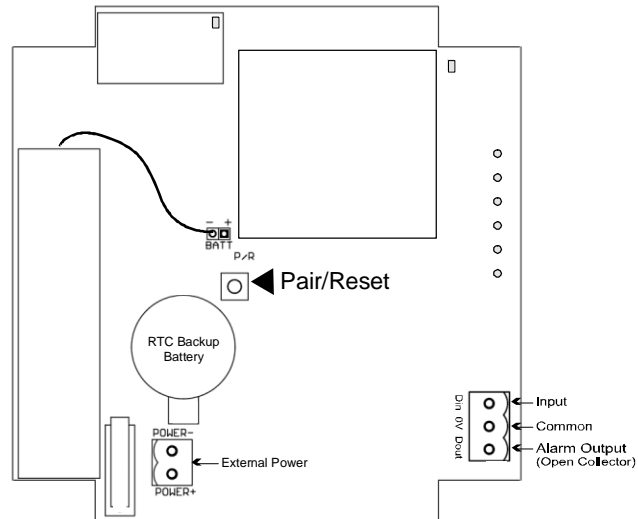 - +
BATT
P/R
Pair/Reset
RTC Backup
Battery
POWER-
External Power
POWER+
Din 0V Dout
Input
Common
Alarm Output
(Open Collector)